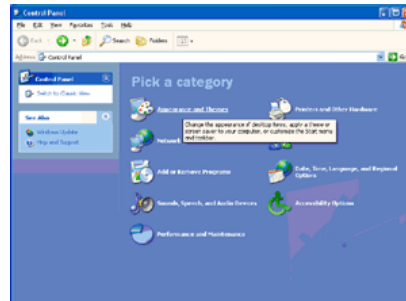 Control Panel
File Edit View Favorites Tools Help
Back Search Folders
Address Control Panel Go
Control Panel
Switch to Classic View
See Also
Windows Update
Help and Support
Pick a category
Appearance and Themes
Printers and Other Hardware
Change the appearance of desktop items, apply a theme or
screen saver to your computer, or customize the Start menu
and taskbar.
Network
Add or Remove Programs
Date, Time, Language, and Regional
Options
Sounds, Speech, and Audio Devices
Accessibility Options
Performance and Maintenance